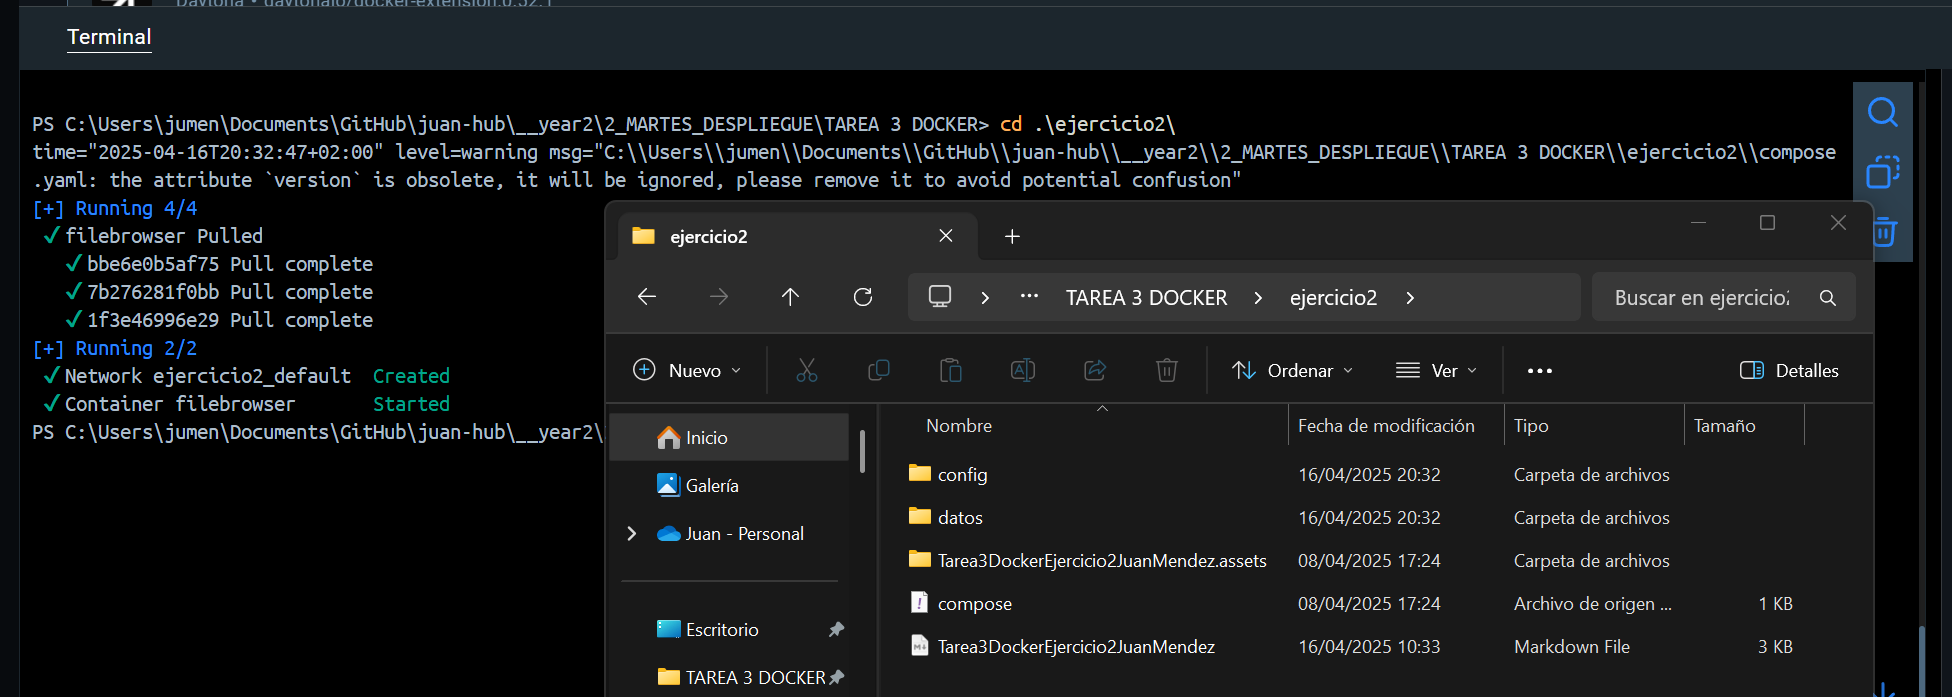 Daytona • daytonaio/docker-extension:0.52.1
Terminal
PS C:\Users\jumen\Documents\GitHub\juan-hub\__year2\2_MARTES_DESPLIEGUE\TAREA 3 DOCKER> cd .\ejercicio2\
time="2025-04-16T20:32:47+02:00" level=warning msg="C:\\Users\\jumen\\Documents\\GitHub\\juan-hub\\__year2\\2_MARTES_DESPLIEGUE\\TAREA 3 DOCKER\\ejercicio2\\compose
.yaml: the attribute `version` is obsolete, it will be ignored, please remove it to avoid potential confusion"
[+] Running 4/4
✓ filebrowser Pulled
✓ bbe6e0b5af75 Pull complete
✓ 7b276281f0bb Pull complete
✓ 1f3e46996e29 Pull complete
[+] Running 2/2
✓ Network ejercicio2_default Created
✓ Container filebrowser Started
PS C:\Users\jumen\Documents\GitHub\juan-hub\__year2\
ejercicio2
TAREA 3 DOCKER > ejercicio2 >
Buscar en ejercicio2
Nuevo
Ordenar
Ver
Detalles
Inicio
Galería
Juan - Personal
Escritorio
TAREA 3 DOCKER
Nombre Fecha de modificación Tipo Tamaño
config 16/04/2025 20:32 Carpeta de archivos
datos 16/04/2025 20:32 Carpeta de archivos
Tarea3DockerEjercicio2JuanMendez.assets 08/04/2025 17:24 Carpeta de archivos
compose 08/04/2025 17:24 Archivo de origen ... 1 KB
Tarea3DockerEjercicio2JuanMendez 16/04/2025 10:33 Markdown File 3 KB